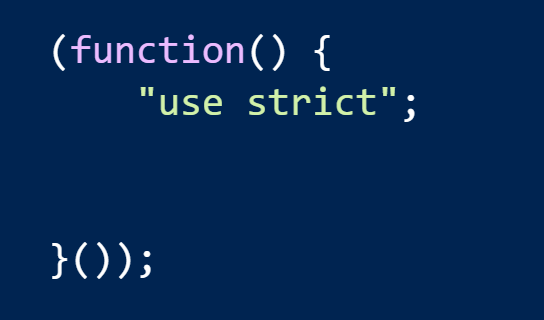 (function() {
    "use strict";
}());